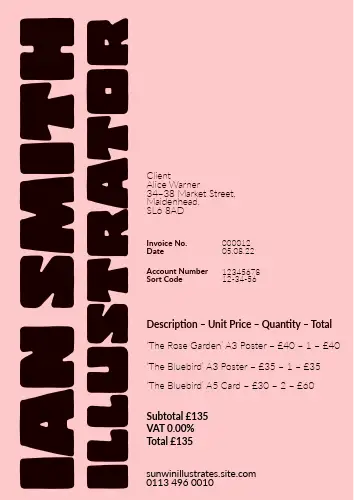 IAN SMITH
ILLUSTRATOR
Client
Alice Warner
34–38 Market Street,
Maidenhead,
SL6 8AD
Invoice No. 000012
Date 05.08.22
Account Number 12345678
Sort Code 12-34-56
Description – Unit Price – Quantity – Total
'The Rose Garden' A3 Poster – £40 – 1 – £40
'The Bluebird' A3 Poster – £35 – 1 – £35
'The Bluebird' A5 Card – £30 – 2 – £60
Subtotal £135
VAT 0.00%
Total £135
sunwinillustrates.site.com
0113 496 0010